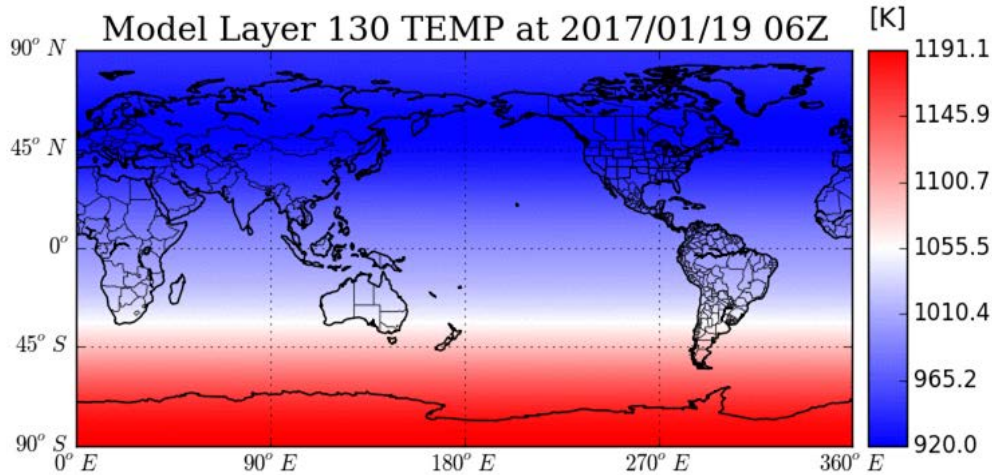 Model Layer 130 TEMP at 2017/01/19 06Z
[K]
90° N
45° N
0°
45° S
90° S
0° E
90° E
180° E
270° E
360° E
1191.1
1145.9
1100.7
1055.5
1010.4
965.2
920.0